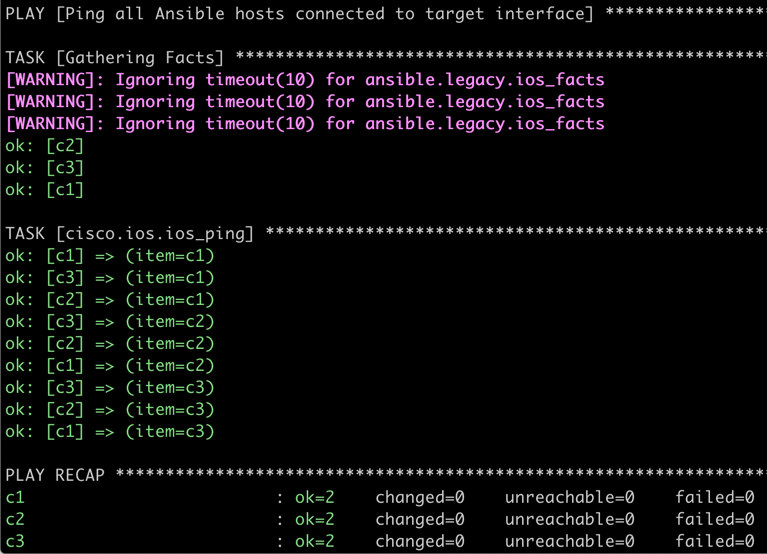 PLAY [Ping all Ansible hosts connected to target interface] ****************
TASK [Gathering Facts] *****************************************************
[WARNING]: Ignoring timeout(10) for ansible.legacy.ios_facts
[WARNING]: Ignoring timeout(10) for ansible.legacy.ios_facts
[WARNING]: Ignoring timeout(10) for ansible.legacy.ios_facts
ok: [c2]
ok: [c3]
ok: [c1]
TASK [cisco.ios.ios_ping] **************************************************
ok: [c1] => (item=c1)
ok: [c3] => (item=c1)
ok: [c2] => (item=c1)
ok: [c3] => (item=c2)
ok: [c2] => (item=c2)
ok: [c1] => (item=c2)
ok: [c3] => (item=c3)
ok: [c2] => (item=c3)
ok: [c1] => (item=c3)
PLAY RECAP *****************************************************************
c1 : ok=2 changed=0 unreachable=0 failed=0
c2 : ok=2 changed=0 unreachable=0 failed=0
c3 : ok=2 changed=0 unreachable=0 failed=0